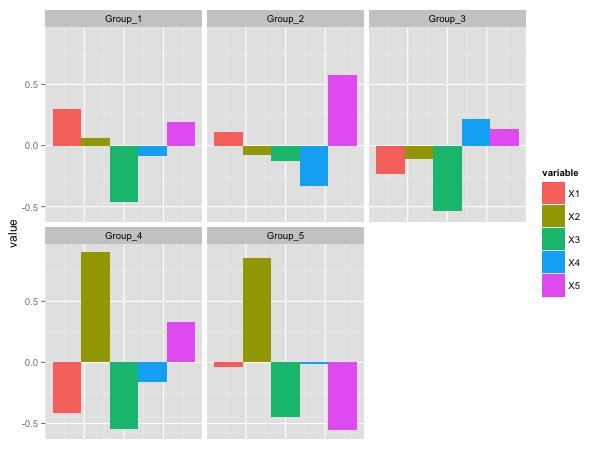 Group_1 Group_2 Group_3
0.5
0.0
-0.5
value
Group_4 Group_5
0.5
0.0
-0.5
variable
X1
X2
X3
X4
X5